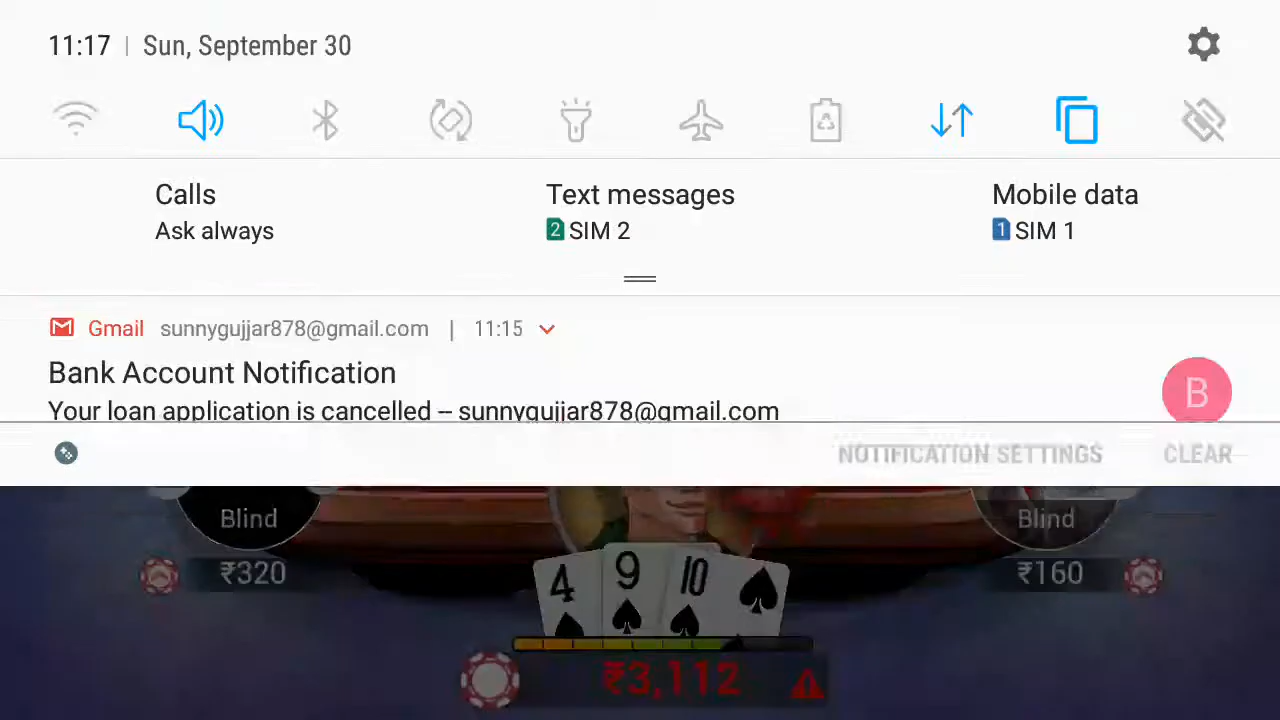 11:17 | Sun, September 30
Calls
Ask always
Text messages
2 SIM 2
Mobile data
1 SIM 1
Gmail sunnygujjar878@gmail.com | 11:15
Bank Account Notification
B
Your loan application is cancelled -- sunnygujjar878@gmail.com
NOTIFICATION SETTINGS CLEAR
Blind
Blind
₹320
₹160
4 9 10
₹3,112